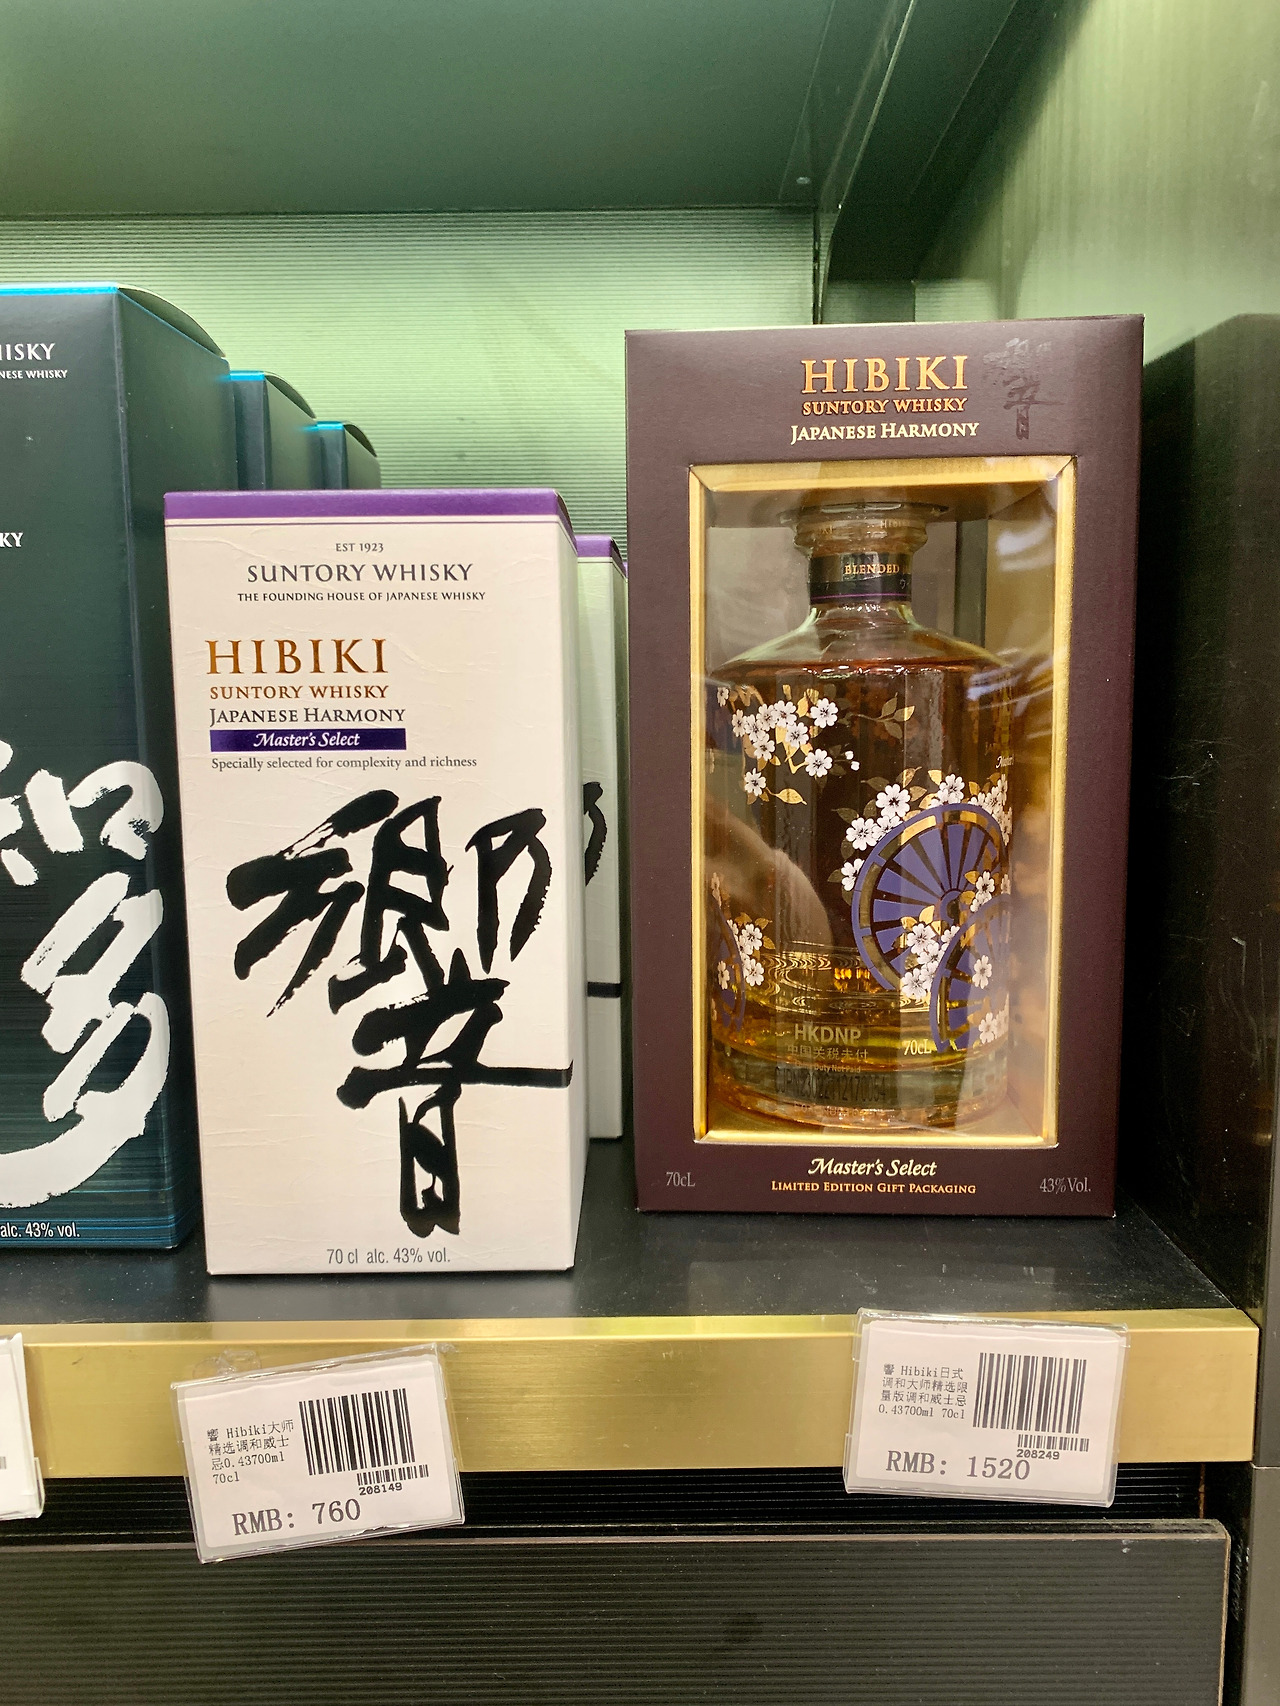 HISKY
NESE WHISKY
KY
alc. 43% vol.
EST 1923
SUNTORY WHISKY
THE FOUNDING HOUSE OF JAPANESE WHISKY
HIBIKI
SUNTORY WHISKY
JAPANESE HARMONY
Master's Select
Specially selected for complexity and richness
響
70 cl alc. 43% vol.
HIBIKI
SUNTORY WHISKY
JAPANESE HARMONY
響
BLENDED
HKDNP
中国关税未付
Duty Not Paid
70cL
Master's Select
LIMITED EDITION GIFT PACKAGING
70cL
43%Vol.
響 Hibiki大师
精选调和威士
忌0.43700ml
70cl
208149
RMB: 760
響 Hibiki日式
调和大师精选限
量版调和威士忌
0.43700ml 70cl
208249
RMB: 1520